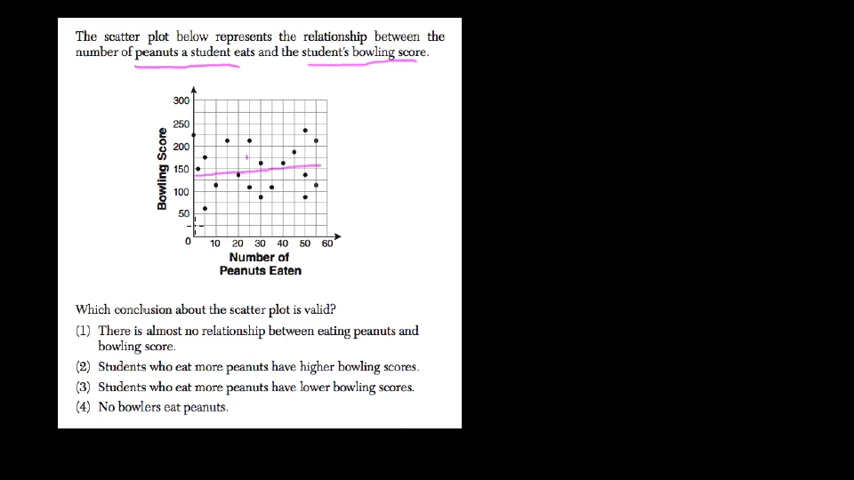 The scatter plot below represents the relationship between the
number of peanuts a student eats and the student's bowling score.
300
250
200
150
100
50
0
Bowling Score
10 20 30 40 50 60
Number of
Peanuts Eaten
Which conclusion about the scatter plot is valid?
(1) There is almost no relationship between eating peanuts and
bowling score.
(2) Students who eat more peanuts have higher bowling scores.
(3) Students who eat more peanuts have lower bowling scores.
(4) No bowlers eat peanuts.